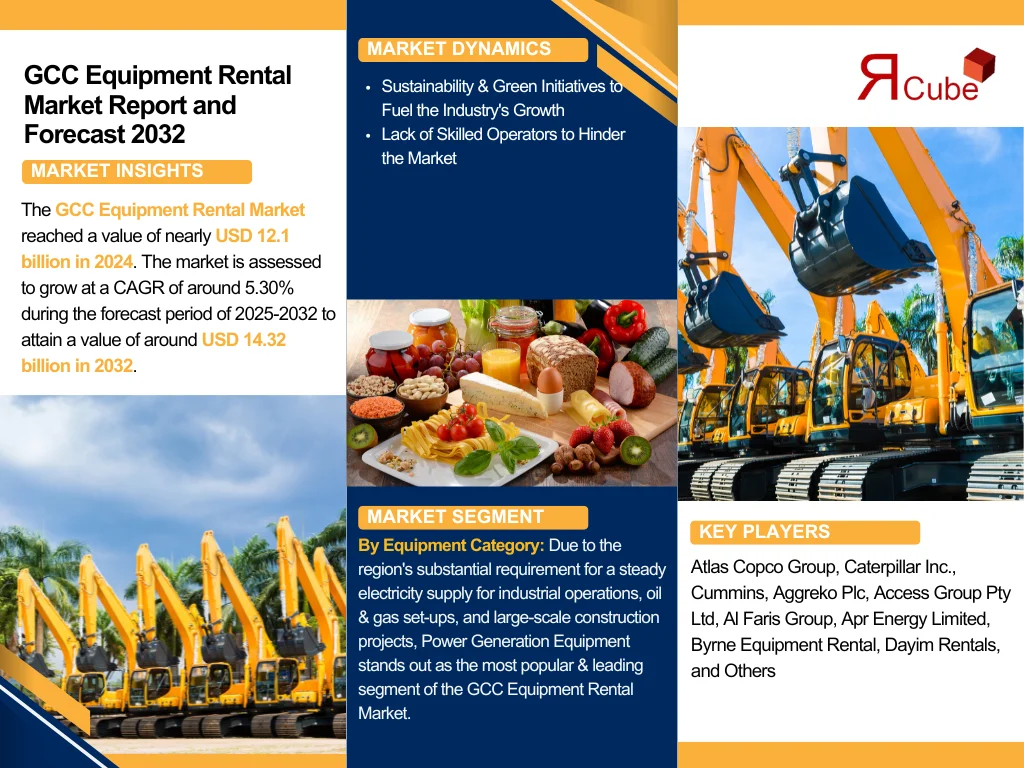 GCC Equipment Rental
Market Report and
Forecast 2032
MARKET INSIGHTS
The GCC Equipment Rental Market
reached a value of nearly USD 12.1
billion in 2024. The market is assessed
to grow at a CAGR of around 5.30%
during the forecast period of 2025-2032 to
attain a value of around USD 14.32
billion in 2032.
MARKET DYNAMICS
• Sustainability & Green Initiatives to
Fuel the Industry's Growth
• Lack of Skilled Operators to Hinder
the Market
MARKET SEGMENT
By Equipment Category: Due to the
region's substantial requirement for a steady
electricity supply for industrial operations, oil
& gas set-ups, and large-scale construction
projects, Power Generation Equipment
stands out as the most popular & leading
segment of the GCC Equipment Rental
Market.
ЯCube
KEY PLAYERS
Atlas Copco Group, Caterpillar Inc.,
Cummins, Aggreko Plc, Access Group Pty
Ltd, Al Faris Group, Apr Energy Limited,
Byrne Equipment Rental, Dayim Rentals,
and Others